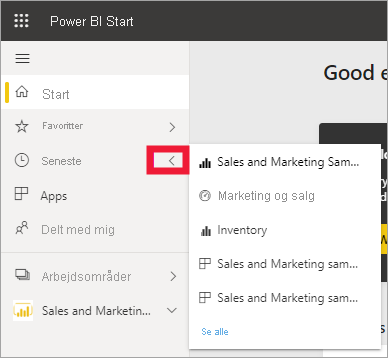 Power BI Start
Good e
Start
Favoritter
Seneste
Sales and Marketing Sam...
Apps
Marketing og salg
Delt med mig
Inventory
Arbejdsområder
Sales and Marketing sam...
Sales and Marketin...
Sales and Marketing sam...
Se alle